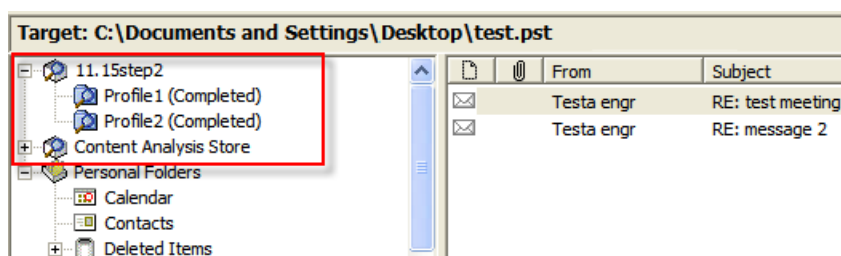 Target: C:\Documents and Settings\Desktop\test.pst
11.15step2
Profile1 (Completed)
Profile2 (Completed)
Content Analysis Store
Personal Folders
Calendar
Contacts
Deleted Items
From Subject
Testa engr RE: test meeting
Testa engr RE: message 2